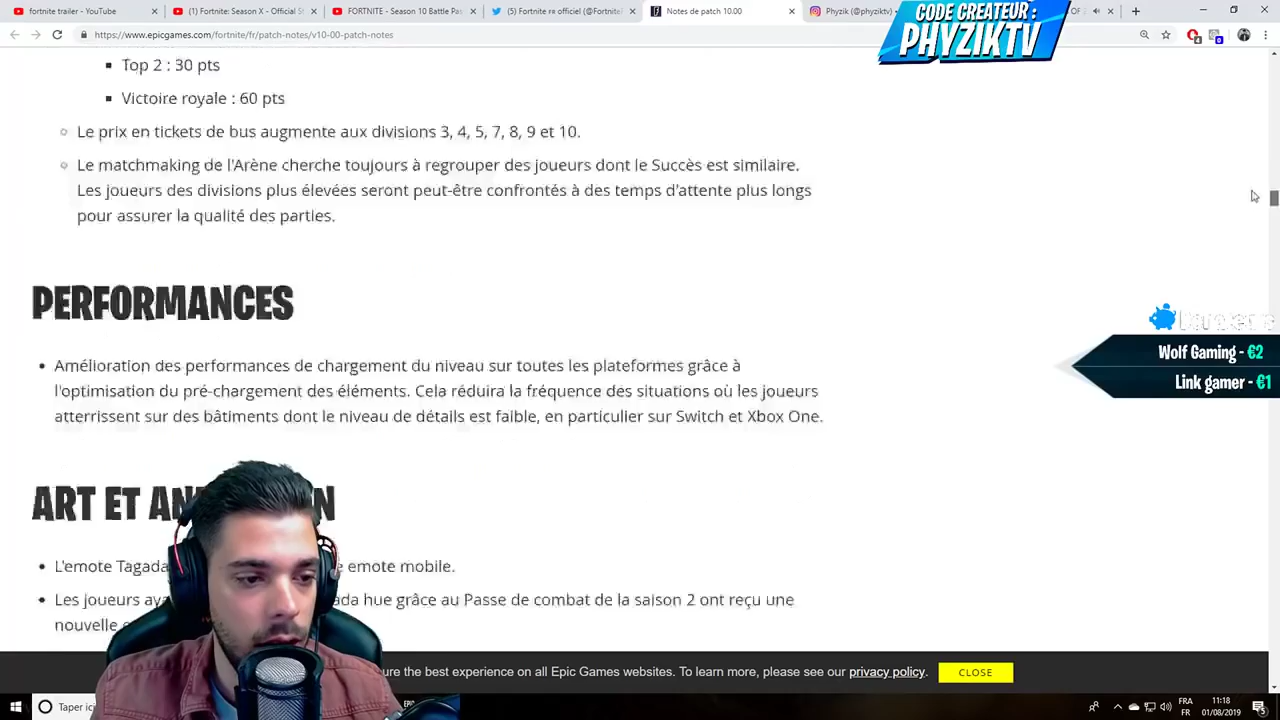 fortnite trailer - YouTube
(1) Fortnite: Season X - Official St
FORTNITE - Season 10 Battle Pa
(5) Fortnite re officiel (@Fortnite
Notes de patch 10.00
Phyzik (@phyziktv)
OF 2
CODE CREATEUR :
PHYZIKTV
https://www.epicgames.com/fortnite/fr/patch-notes/v10-00-patch-notes
Top 2 : 30 pts
Victoire royale : 60 pts
Le prix en tickets de bus augmente aux divisions 3, 4, 5, 7, 8, 9 et 10.
Le matchmaking de l'Arène cherche toujours à regrouper des joueurs dont le Succès est similaire.
Les joueurs des divisions plus élevées seront peut-être confrontés à des temps d'attente plus longs
pour assurer la qualité des parties.
PERFORMANCES
Amélioration des performances de chargement du niveau sur toutes les plateformes grâce à
l'optimisation du pré-chargement des éléments. Cela réduira la fréquence des situations où les joueurs
atterrissent sur des bâtiments dont le niveau de détails est faible, en particulier sur Switch et Xbox One.
Wolf Gaming - €2
Link gamer - €1
ART ET AN N
L'emote Tagada e emote mobile.
Les joueurs aya ada hue grâce au Passe de combat de la saison 2 ont reçu une
nouvelle
ure the best experience on all Epic Games websites. To learn more, please see our privacy policy.
CLOSE
Taper ici
FRA
FR
11:18
01/08/2019